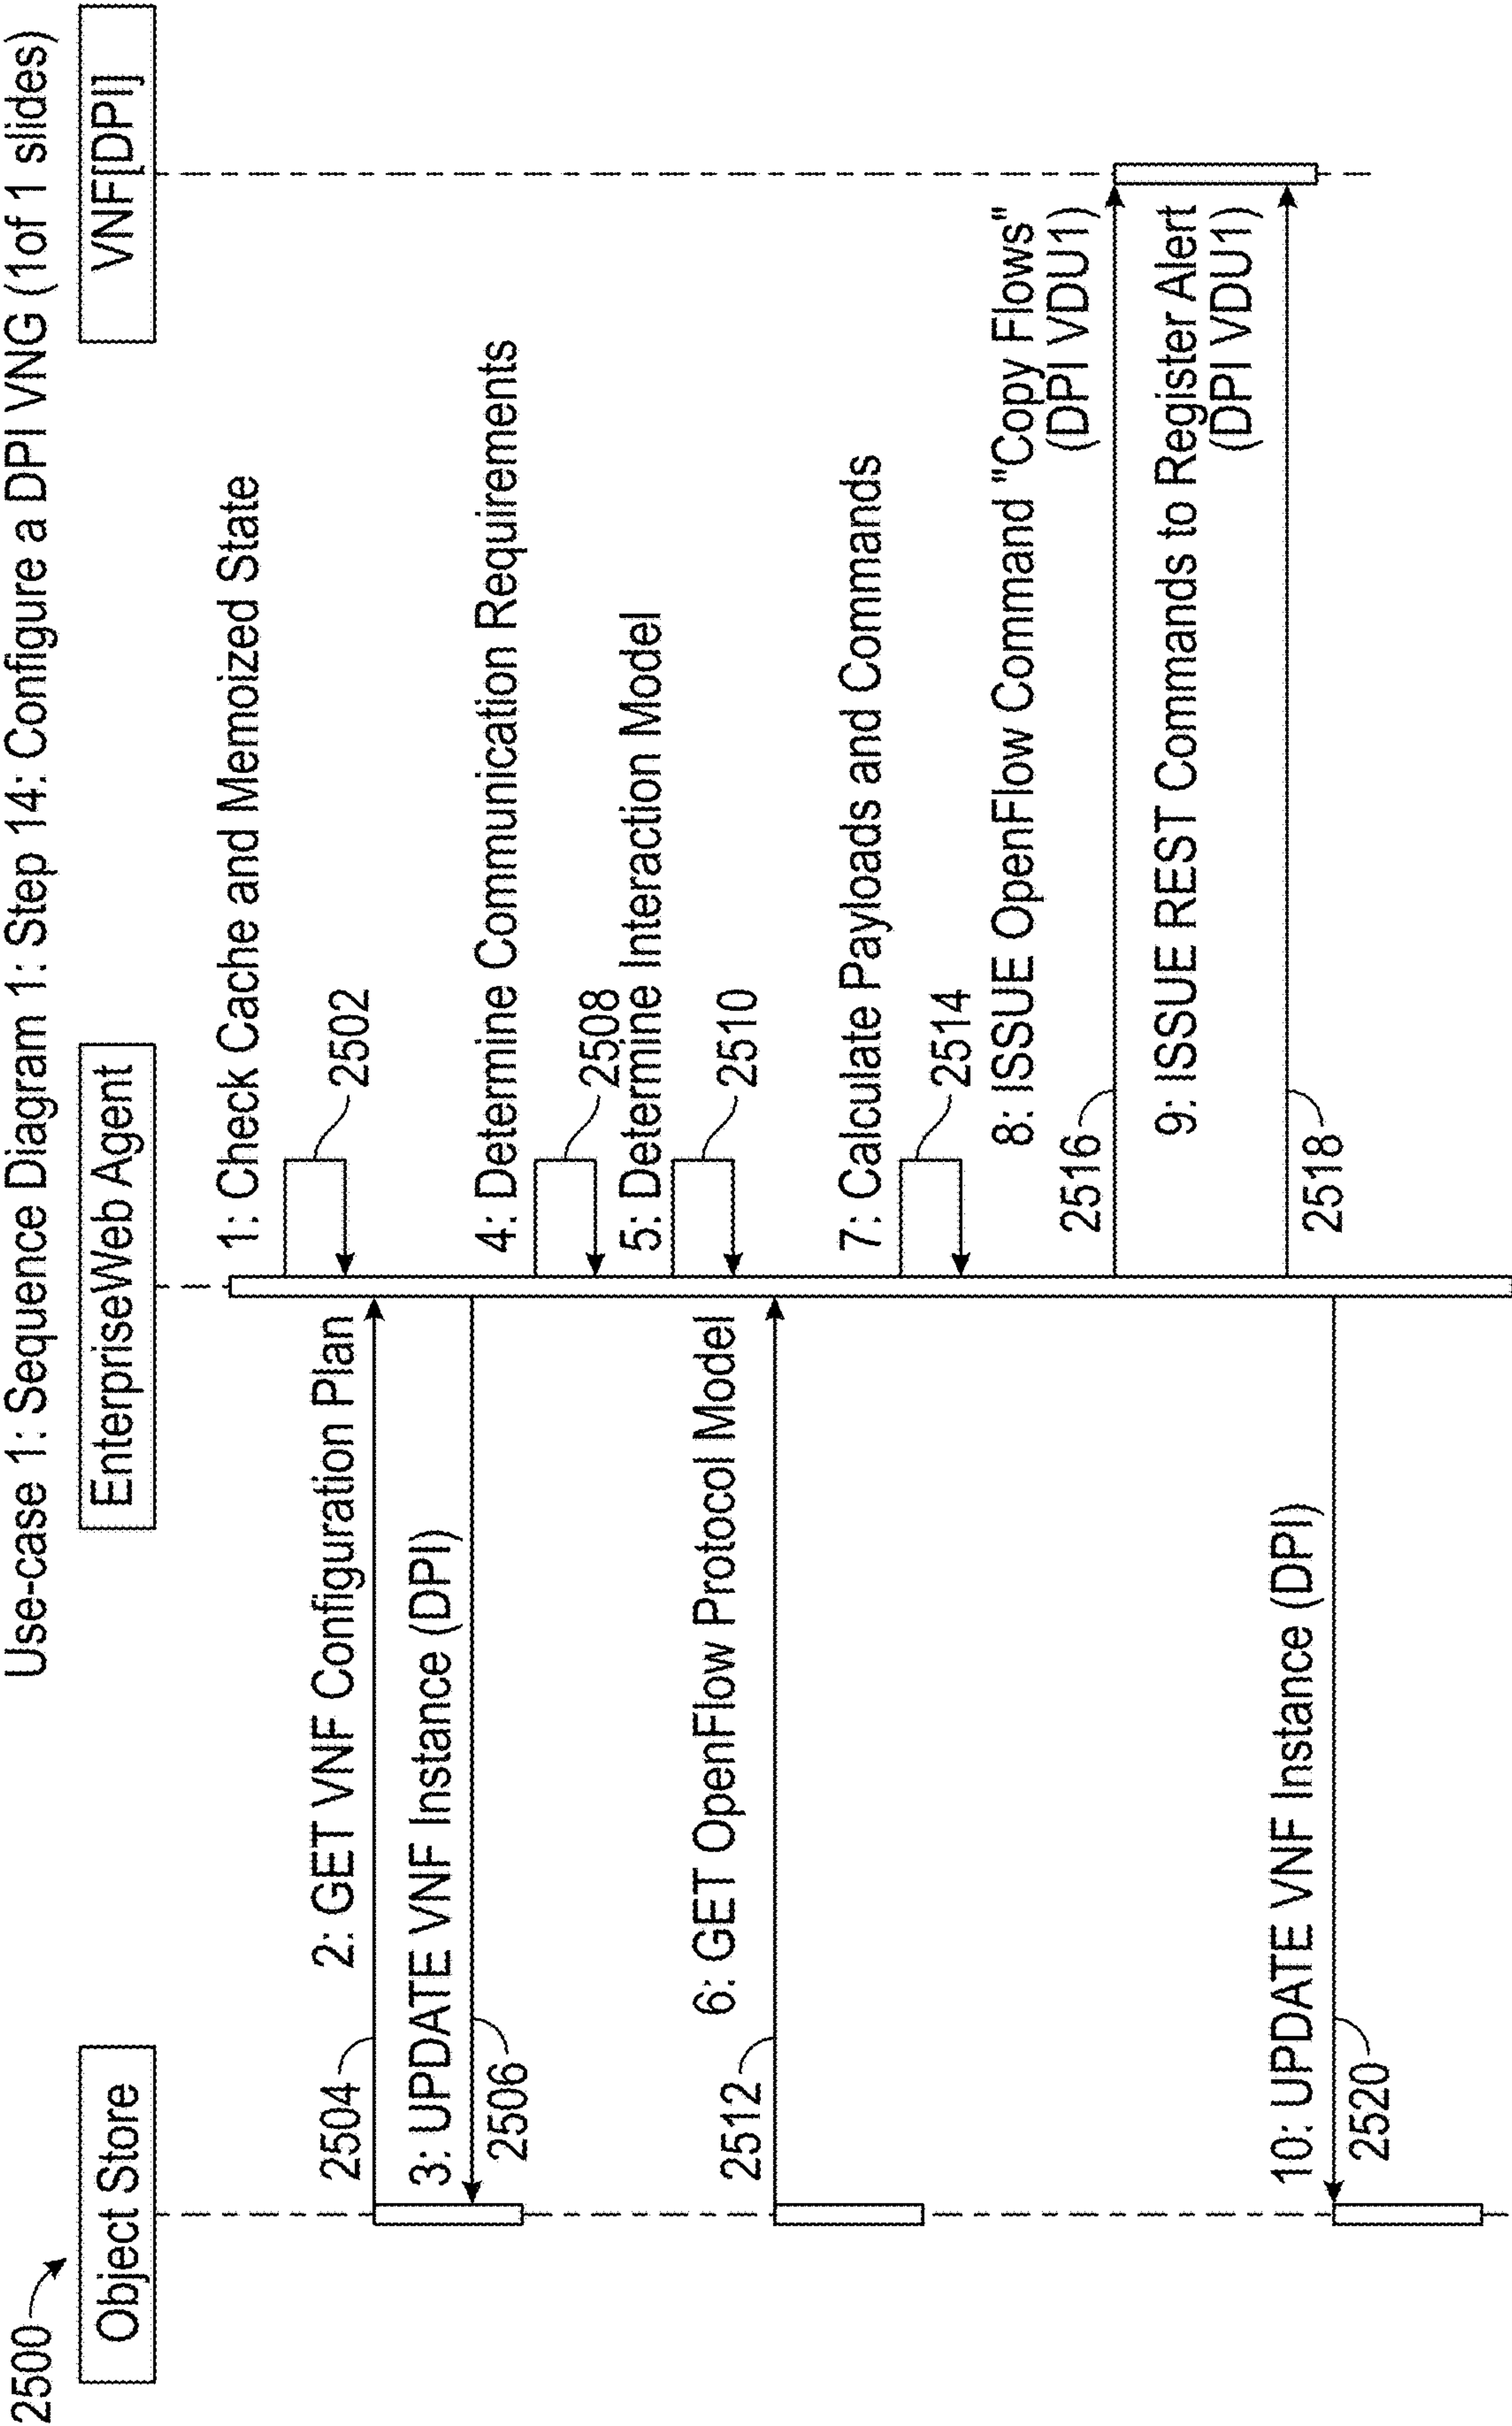 2500
Use-case 1: Sequence Diagram 1: Step 14: Configure a DPI VNG (1of 1 slides)
Object Store
EnterpriseWeb Agent
VNF[DPI]
1: Check Cache and Memoized State
2502
2504
2: GET VNF Configuration Plan
3: UPDATE VNF Instance (DPI)
2506
4: Determine Communication Requirements
2508
5: Determine Interaction Model
2510
2512
6: GET OpenFlow Protocol Model
7: Calculate Payloads and Commands
2514
8: ISSUE OpenFlow Command "Copy Flows"
(DPI VDU1)
2516
9: ISSUE REST Commands to Register Alert
(DPI VDU1)
2518
10: UPDATE VNF Instance (DPI)
2520